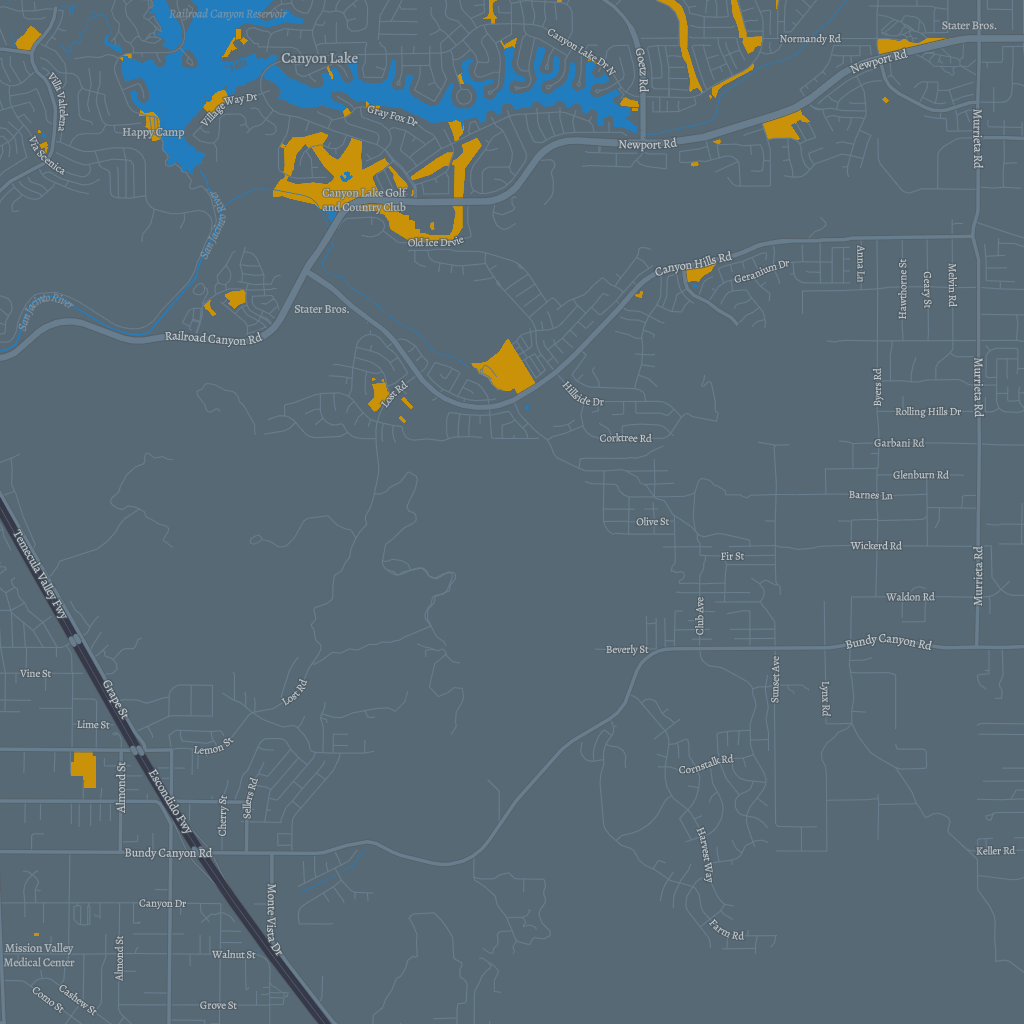 Railroad Canyon Reservoir
Stater Bros.
Canyon Lake Dr N
Normandy Rd
Canyon Lake
Goetz Rd
Newport Rd
Villa Valtelena
Village Way Dr
Gray Fox Dr
Happy Camp
Murrieta Rd
Via Scenica
Newport Rd
Canyon Lake Golf
and Country Club
San Jacinto River
Old Ice Drvie
Canyon Hills Rd
Geranium Dr
Anna Ln
Hawthorne St
Geary St
Melvin Rd
San Jacinto River
Stater Bros.
Railroad Canyon Rd
Lost Rd
Hillside Dr
Byers Rd
Murrieta Rd
Rolling Hills Dr
Corktree Rd
Garbani Rd
Glenburn Rd
Barnes Ln
Olive St
Temecula Valley Fwy
Fir St
Wickerd Rd
Murrieta Rd
Waldon Rd
Club Ave
Bundy Canyon Rd
Beverly St
Vine St
Grape St
Lost Rd
Sunset Ave
Lynx Rd
Lime St
Lemon St
Cornstalk Rd
Almond St
Escondido Fwy
Cherry St
Sellers Rd
Bundy Canyon Rd
Harvest Way
Keller Rd
Canyon Dr
Monte Vista Dr
Farm Rd
Mission Valley
Medical Center
Almond St
Walnut St
Como St
Cashew St
Grove St